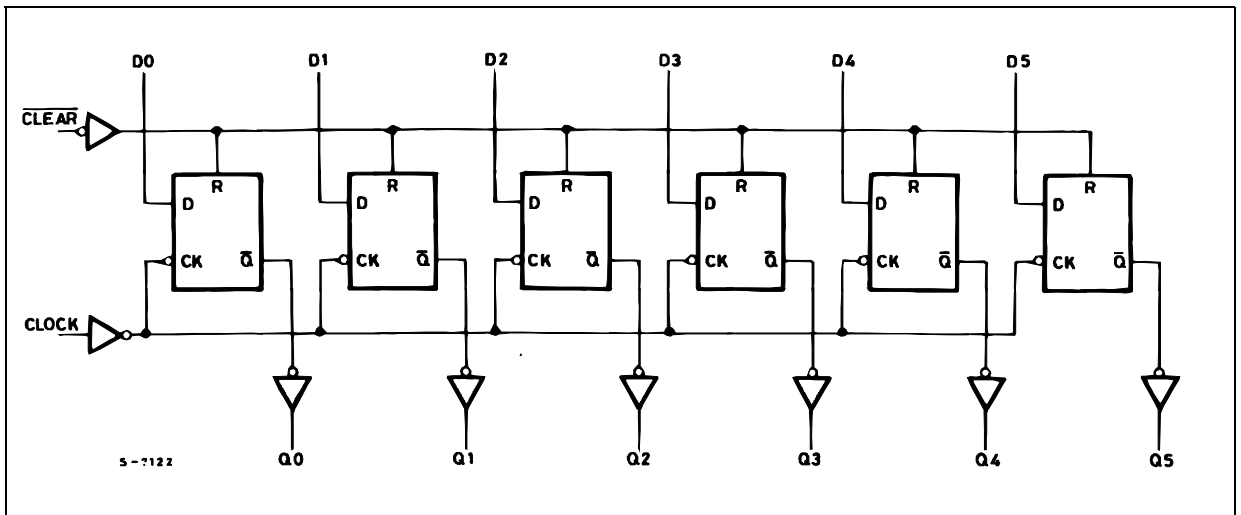 D0 D1 D2 D3 D4 D5
C̅L̅E̅A̅R̅
R R R R R R
D D D D D D
CK Q̅ CK Q̅ CK Q̅ CK Q̅ CK Q̅ CK Q̅
CLOCK
Q0 Q1 Q2 Q3 Q4 Q5